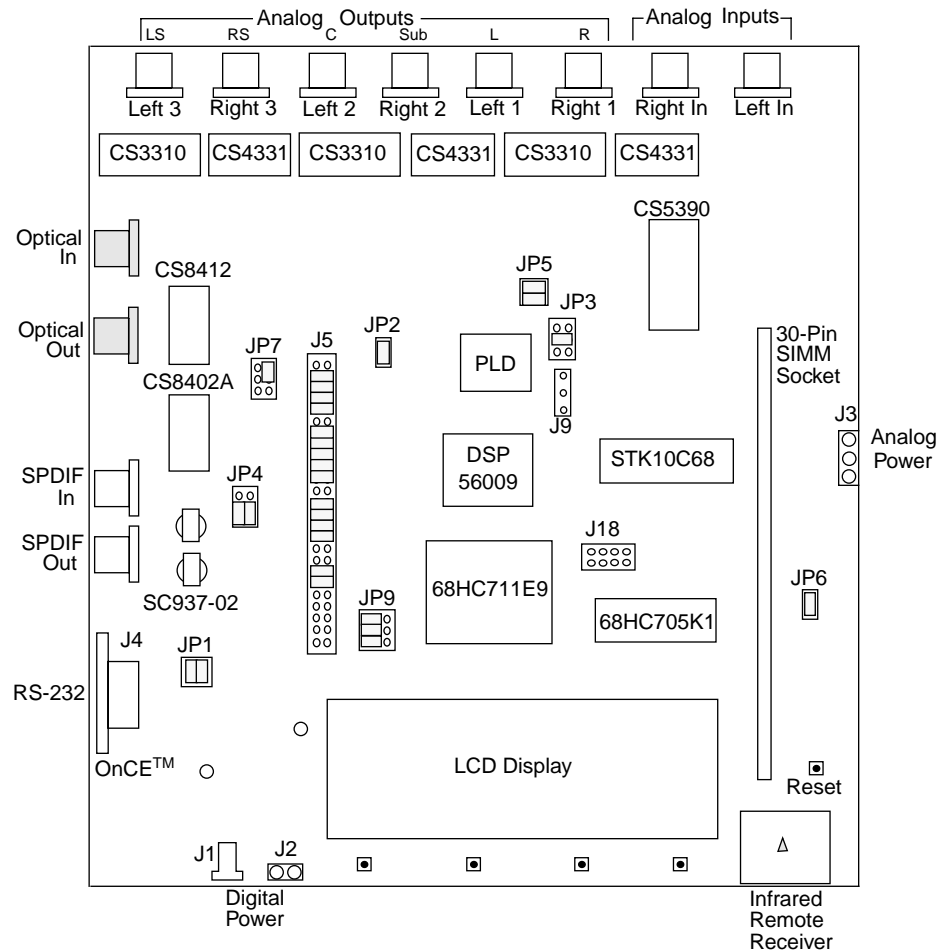 Analog Outputs
Analog Inputs
LS RS C Sub L R
Left 3 Right 3 Left 2 Right 2 Left 1 Right 1 Right In Left In
CS3310 CS4331 CS3310 CS4331 CS3310 CS4331
CS5390
Optical
In
CS8412
JP5
JP3
Optical
Out
JP7
J5
JP2
PLD
30-Pin
SIMM
Socket
CS8402A
J9
J3
Analog
Power
DSP
56009
STK10C68
SPDIF
In
JP4
SPDIF
Out
J18
SC937-02
JP9
68HC711E9
68HC705K1
JP6
J4
JP1
RS-232
OnCE™
LCD Display
Reset
J1
J2
Digital
Power
Infrared
Remote
Receiver